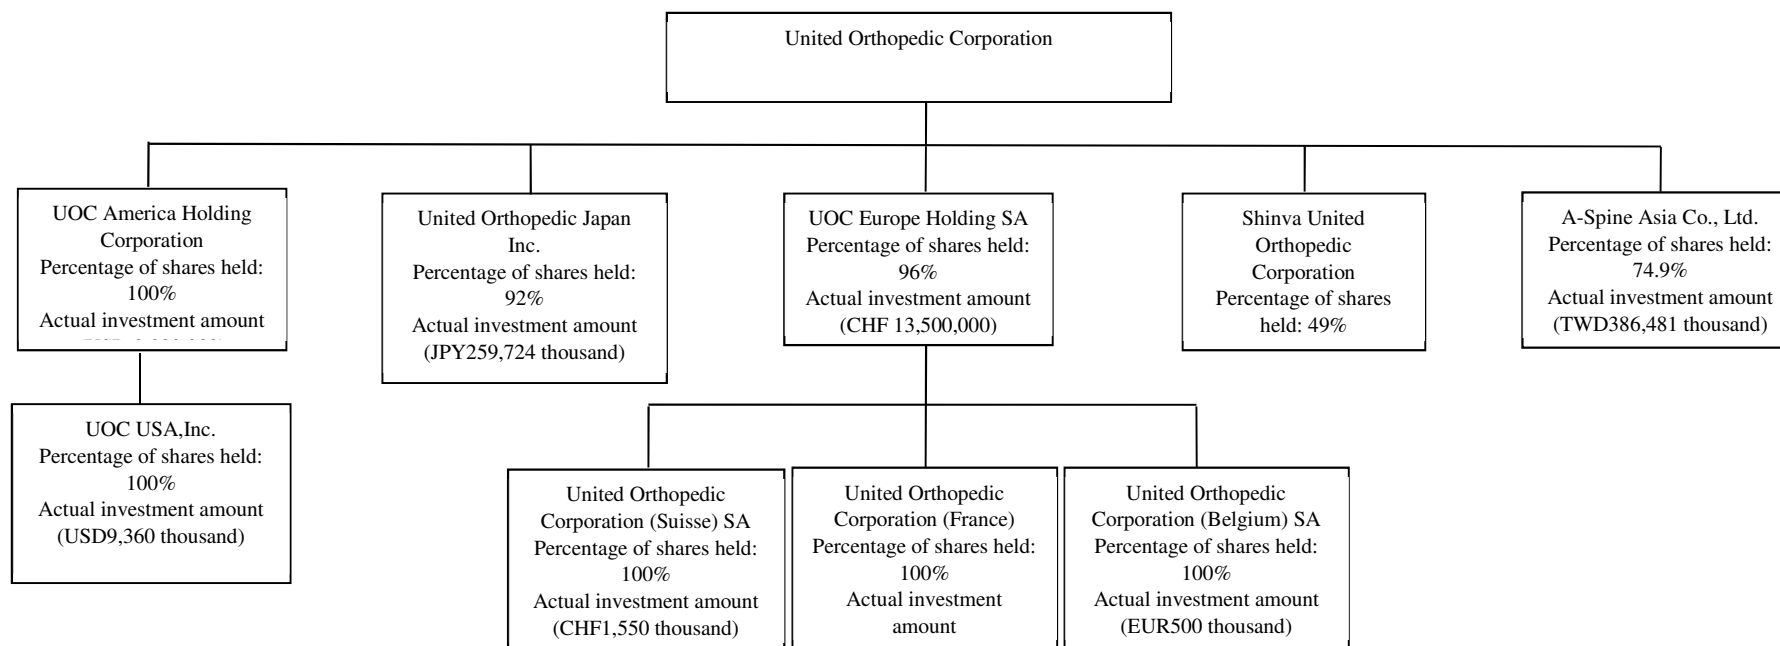 United Orthopedic Corporation
UOC America Holding
Corporation
Percentage of shares held:
100%
Actual investment amount
United Orthopedic Japan
Inc.
Percentage of shares held:
92%
Actual investment amount
(JPY259,724 thousand)
UOC Europe Holding SA
Percentage of shares held:
96%
Actual investment amount
(CHF 13,500,000)
Shinva United
Orthopedic
Corporation
Percentage of shares
held: 49%
A-Spine Asia Co., Ltd.
Percentage of shares held:
74.9%
Actual investment amount
(TWD386,481 thousand)
UOC USA,Inc.
Percentage of shares held:
100%
Actual investment amount
(USD9,360 thousand)
United Orthopedic
Corporation (Suisse) SA
Percentage of shares held:
100%
Actual investment amount
(CHF1,550 thousand)
United Orthopedic
Corporation (France)
Percentage of shares held:
100%
Actual investment
amount
United Orthopedic
Corporation (Belgium) SA
Percentage of shares held:
100%
Actual investment amount
(EUR500 thousand)